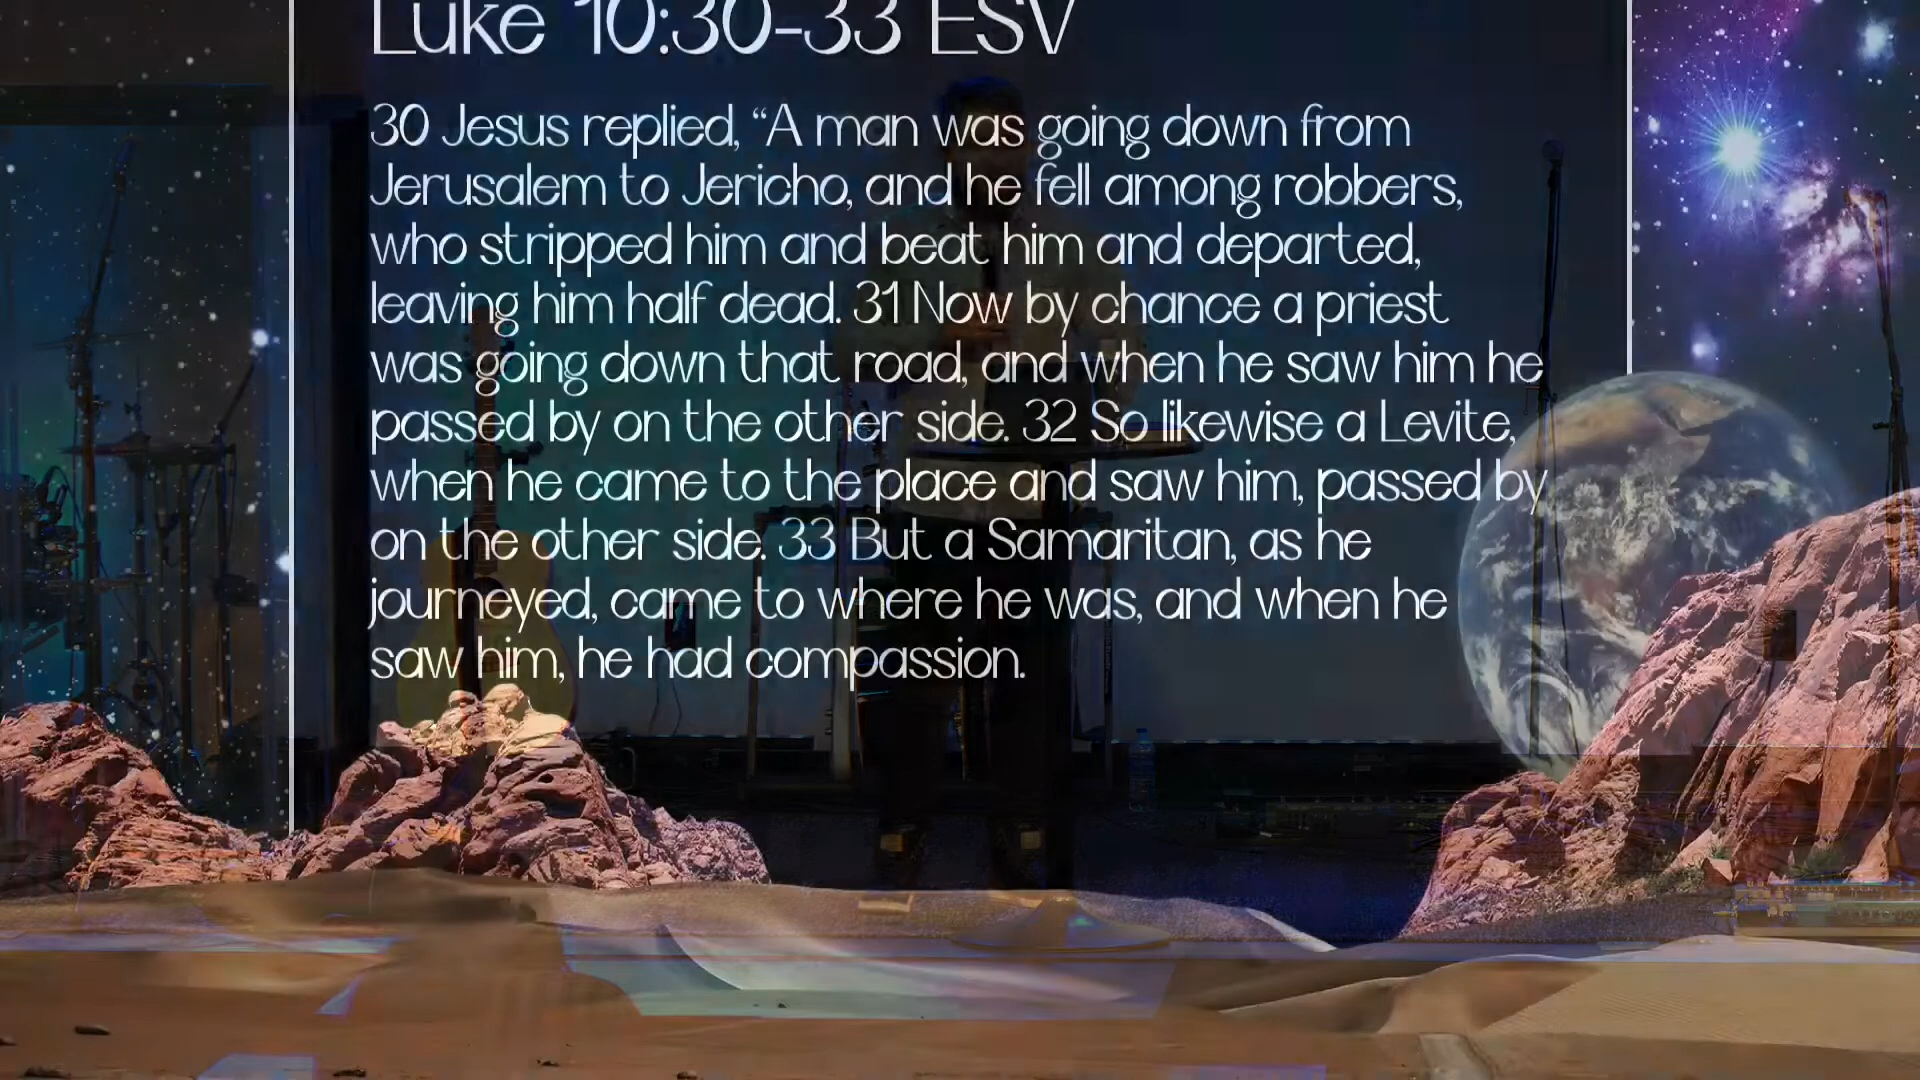 Luke 10:30-33 ESV
30 Jesus replied, “A man was going down from
Jerusalem to Jericho, and he fell among robbers,
who stripped him and beat him and departed,
leaving him half dead. 31 Now by chance a priest
was going down that road, and when he saw him he
passed by on the other side. 32 So likewise a Levite,
when he came to the place and saw him, passed by
on the other side. 33 But a Samaritan, as he
journeyed, came to where he was, and when he
saw him, he had compassion.